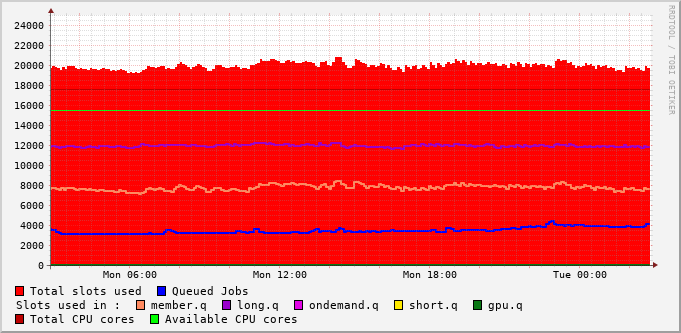 RRDTOOL / TOBI OETIKER
24000
22000
20000
18000
16000
14000
12000
10000
8000
6000
4000
2000
0
Mon 06:00 Mon 12:00 Mon 18:00 Tue 00:00
Total slots used Queued Jobs
Slots used in : member.q long.q ondemand.q short.q gpu.q
Total CPU cores Available CPU cores